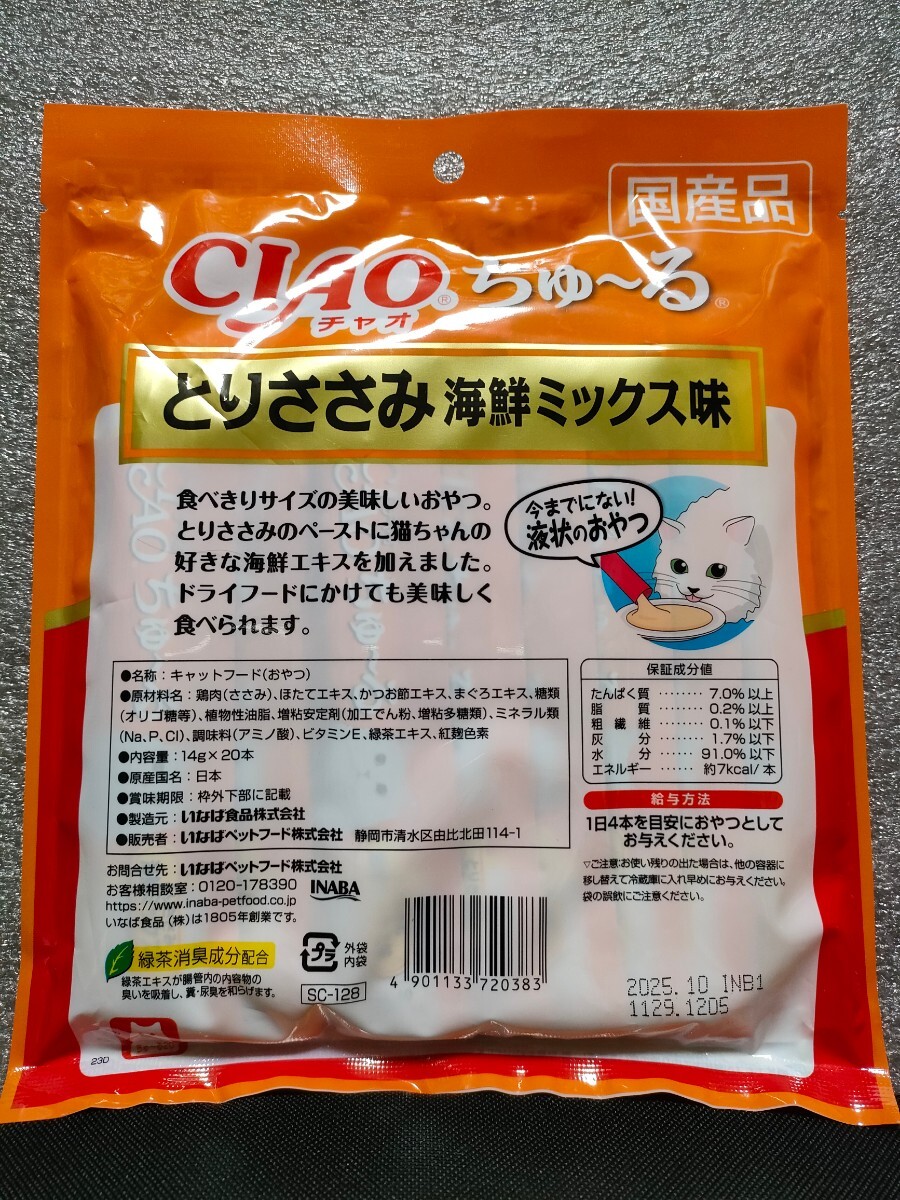 国産品
CIAO® ちゅ～る®
チャオ
とりささみ 海鮮ミックス味
食べきりサイズの美味しいおやつ。
とりささみのペーストに猫ちゃんの
好きな海鮮エキスを加えました。
ドライフードにかけても美味しく
食べられます。
今までにない!
液状のおやつ
●名称：キャットフード(おやつ)
●原材料名：鶏肉(ささみ)、ほたてエキス、かつお節エキス、まぐろエキス、糖類
(オリゴ糖等)、植物性油脂、増粘安定剤(加工でん粉、増粘多糖類)、ミネラル類
(Na、P、Cl)、調味料(アミノ酸)、ビタミンE、緑茶エキス、紅麹色素
●内容量：14g×20本
●原産国名：日本
●賞味期限：枠外下部に記載
●製造元：いなば食品株式会社
●販売者：いなばペットフード株式会社 静岡市清水区由比北田114-1
保証成分値
たんぱく質 ········ 7.0%以上
脂質 ········ 0.2%以上
粗繊維 ········ 0.1%以下
灰分 ········ 1.7%以下
水分 ······ 91.0%以下
エネルギー ······ 約7kcal/本
給与方法
1日4本を目安におやつとして
お与えください。
▽ご注意:お使い残りの出た場合は、他の容器に
移し替えて冷蔵庫に入れ早めにお与えください。
袋の誤飲にご注意ください。
お問合せ先：いなばペットフード株式会社
お客様相談室：0120-178390 INABA
https://www.inaba-petfood.co.jp
いなば食品(株)は1805年創業です。
緑茶消臭成分配合
緑茶エキスが腸管内の内容物の
臭いを吸着し、糞・尿臭を和らげます。
プラ
外袋
内袋
SC-128
4 901133 720383
2025.10 INB1
1129.1205
230